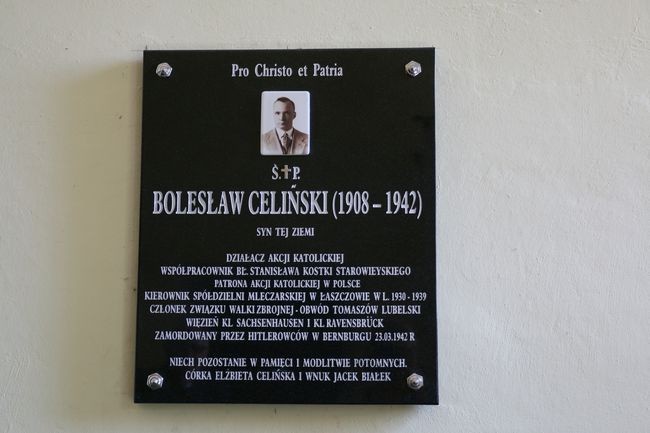 Pro Christo et Patria
Ś.✝P.
BOLESŁAW CELIŃSKI (1908 – 1942)
SYN TEJ ZIEMI
DZIAŁACZ AKCJI KATOLICKIEJ
WSPÓŁPRACOWNIK BŁ. STANISŁAWA KOSTKI STAROWIEYSKIEGO
PATRONA AKCJI KATOLICKIEJ W POLSCE
KIEROWNIK SPÓŁDZIELNI MLECZARSKIEJ W ŁASZCZOWIE W L. 1930 - 1939
CZŁONEK ZWIĄZKU WALKI ZBROJNEJ - OBWÓD TOMASZÓW LUBELSKI
WIĘZIEŃ KL SACHSENHAUSEN I KL RAVENSBRÜCK
ZAMORDOWANY PRZEZ HITLEROWCÓW W BERNBURGU 23.03.1942 R
NIECH POZOSTANIE W PAMIĘCI I MODLITWIE POTOMNYCH.
CÓRKA ELŻBIETA CELIŃSKA I WNUK JACEK BIAŁEK